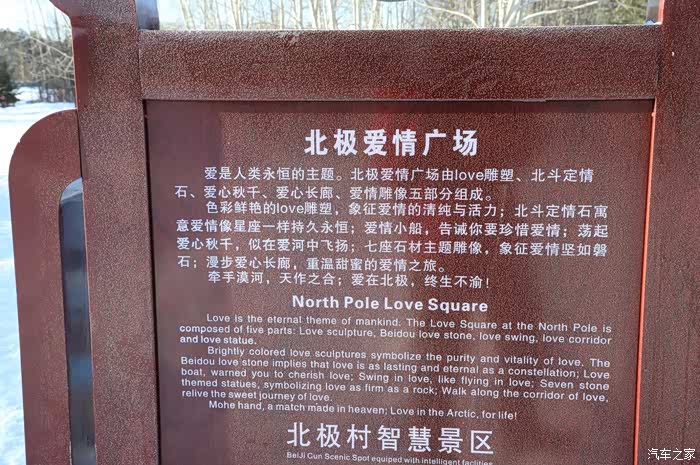 北极爱情广场
爱是人类永恒的主题。北极爱情广场由love雕塑、北斗定情
石、爱心秋千、爱心长廊、爱情雕像五部分组成。
色彩鲜艳的love雕塑，象征爱情的清纯与活力；北斗定情石寓
意爱情像星座一样持久永恒；爱情小船，告诫你要珍惜爱情；荡起
爱心秋千，似在爱河中飞扬；七座石材主题雕像，象征爱情坚如磐
石；漫步爱心长廊，重温甜蜜的爱情之旅。
牵手漠河，天作之合；爱在北极，终生不渝！
North Pole Love Square
Love is the eternal theme of mankind. The Love Square at the North Pole is
composed of five parts: Love sculpture, Beidou love stone, love swing, love corridor
and love statue.
Brightly colored love sculptures symbolize the purity and vitality of love. The
Beidou love stone implies that love is as lasting and eternal as a constellation; Love
boat, warned you to cherish love; Swing in love, like flying in love; Seven stone
themed statues, symbolizing love as firm as a rock; Walk along the corridor of love,
relive the sweet journey of love.
Mohe hand, a match made in heaven; Love in the Arctic, for life!
北极村智慧景区
BeiJi Cun Scenic Spot equiped with intelligent faclities
汽车之家